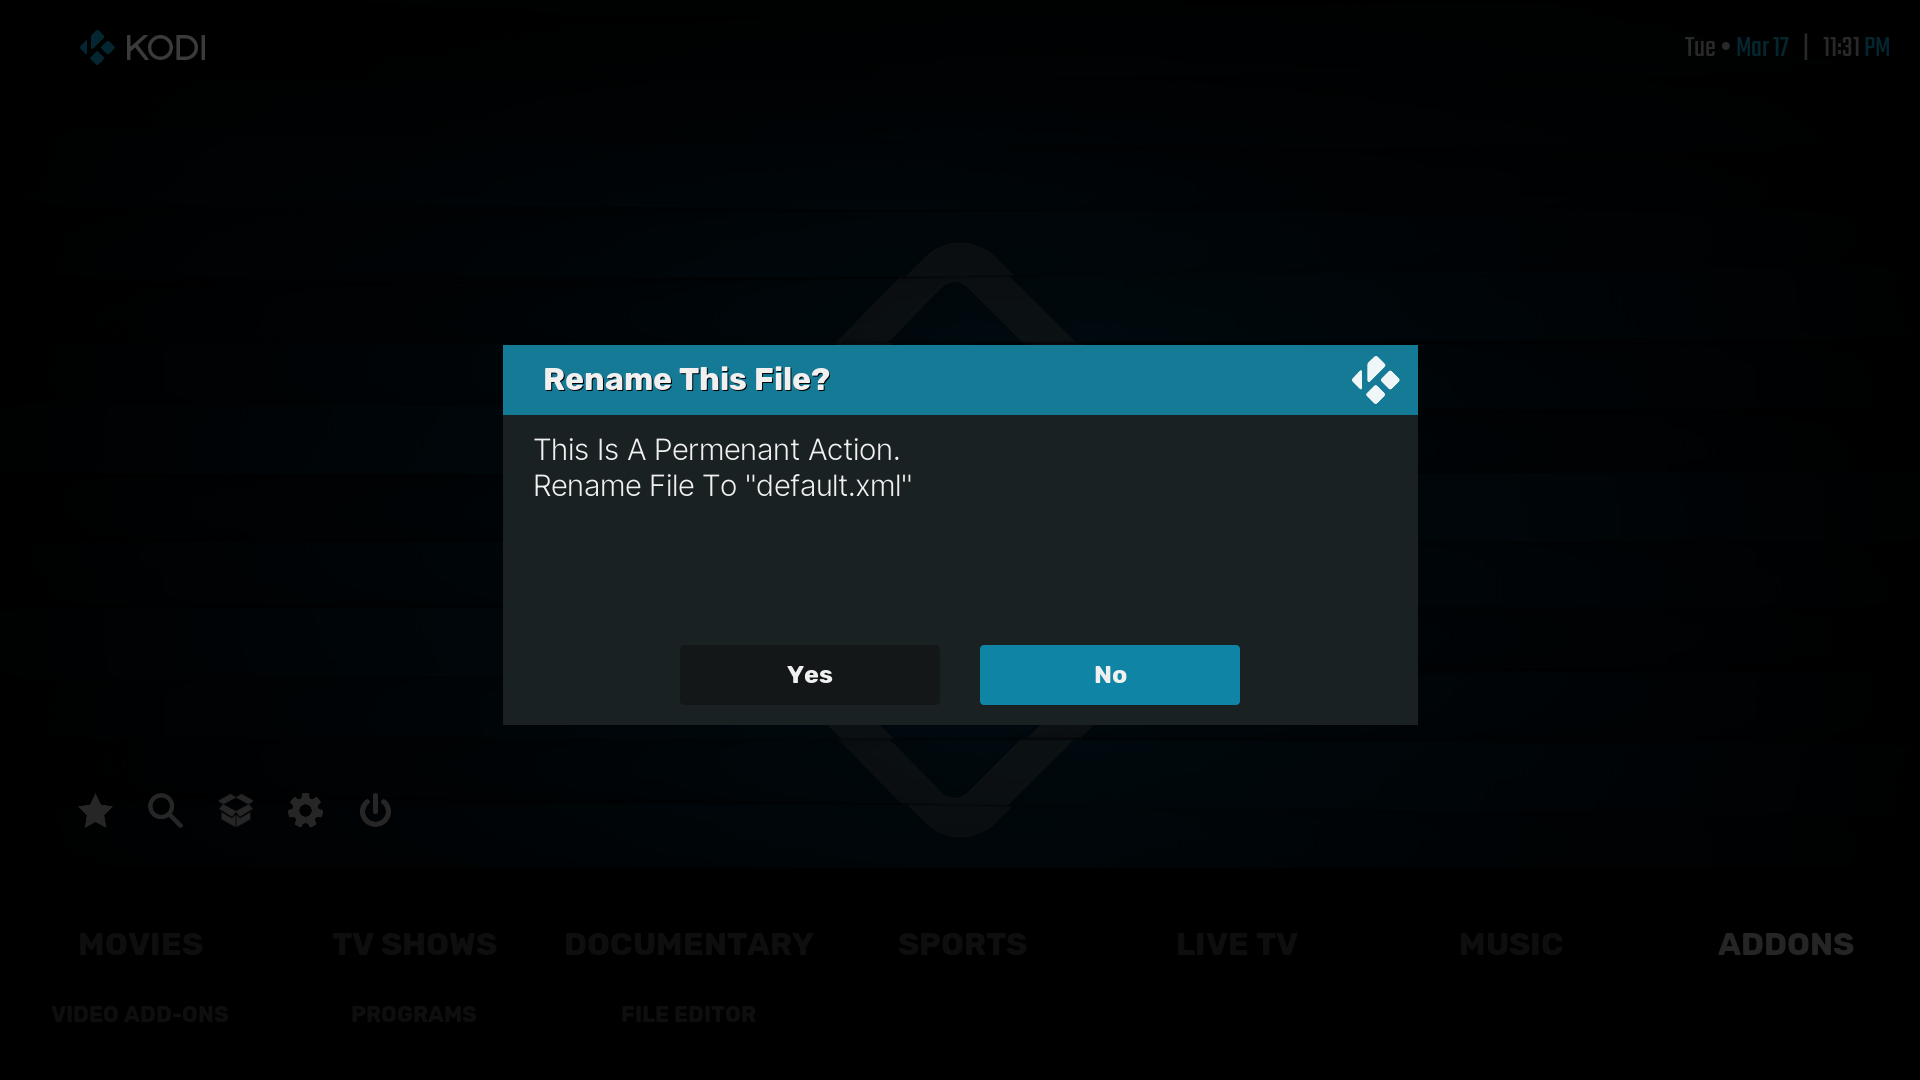 KODI
Tue • Mar 17 | 11:31 PM
Rename This File?
This Is A Permenant Action.
Rename File To "default.xml"
Yes No
MOVIES TV SHOWS DOCUMENTARY SPORTS LIVE TV MUSIC ADDONS
VIDEO ADD-ONS PROGRAMS FILE EDITOR